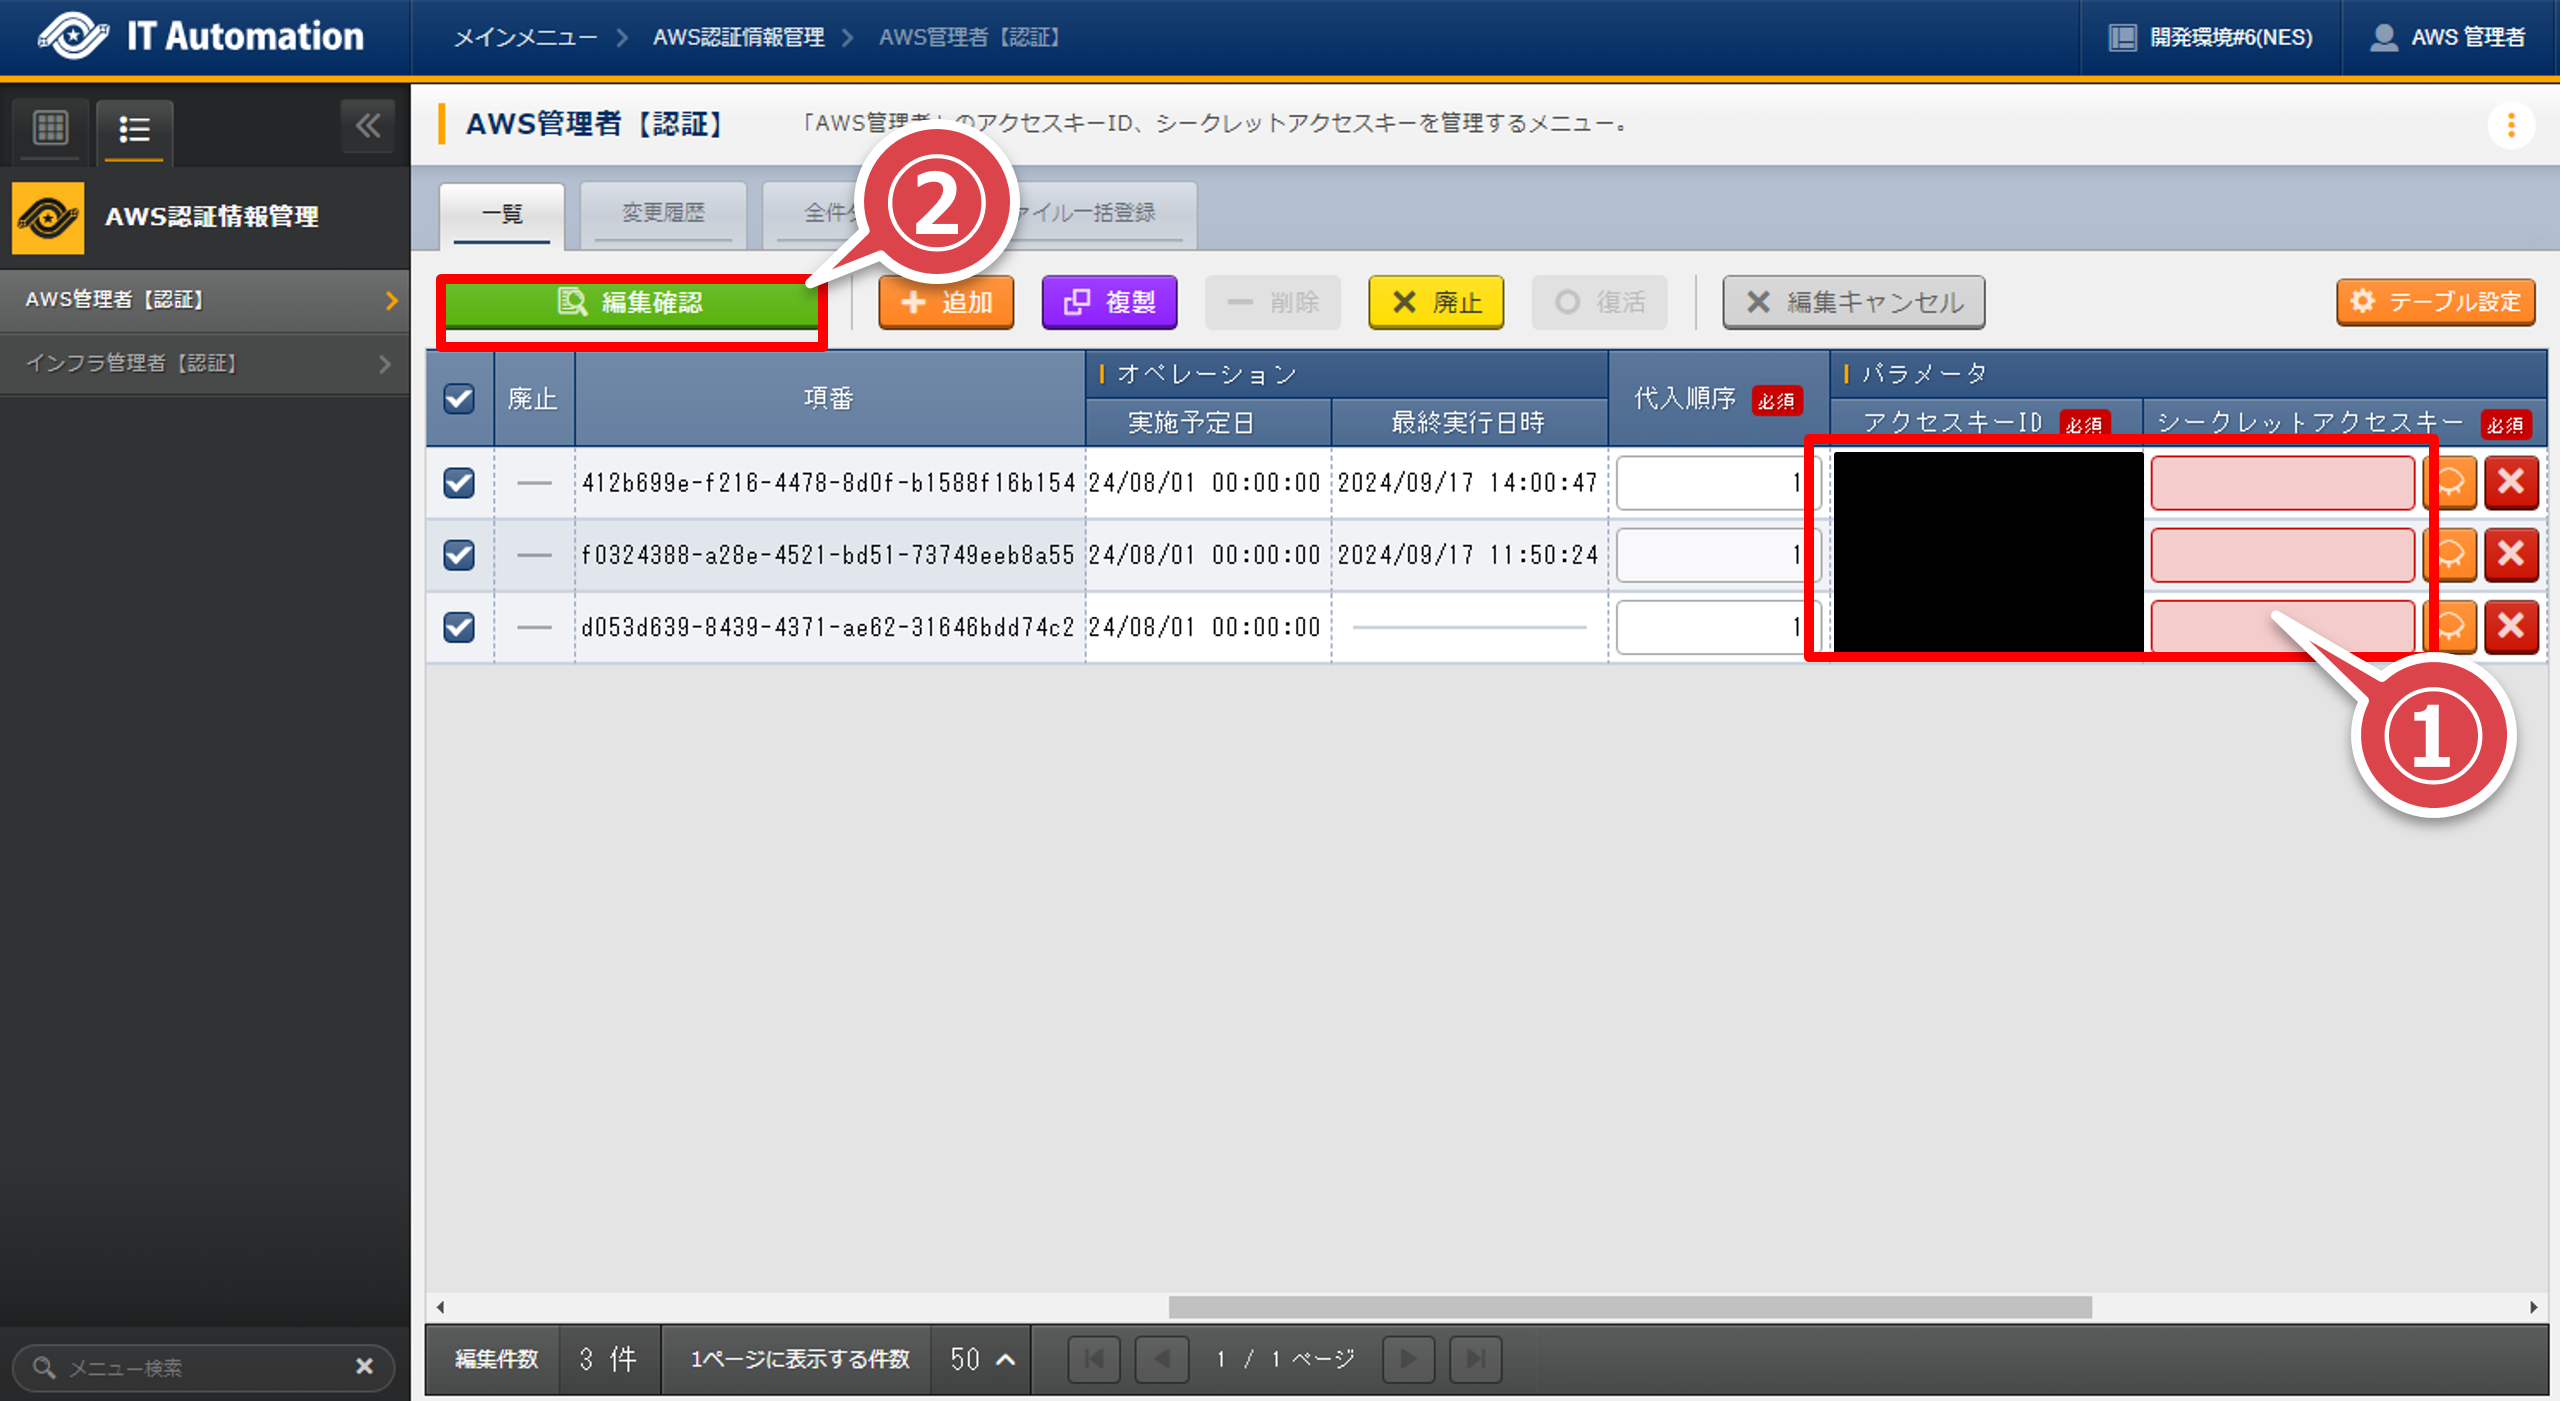 IT Automation
メインメニュー > AWS認証情報管理 > AWS管理者【認証】
開発環境#6(NES)
AWS 管理者
AWS認証情報管理
AWS管理者【認証】
インフラ管理者【認証】
メニュー検索
AWS管理者【認証】
「AWS管理者」のアクセスキーID、シークレットアクセスキーを管理するメニュー。
一覧
変更履歴
全件
イル一括登録
②
編集確認
追加
複製
削除
廃止
復活
編集キャンセル
テーブル設定
廃止
項番
オペレーション
実施予定日
最終実行日時
代入順序 必須
パラメータ
アクセスキーID 必須
シークレットアクセスキー 必須
412b699e-f216-4478-8d0f-b1588f16b154 24/08/01 00:00:00 2024/09/17 14:00:47 1
f0324388-a28e-4521-bd51-73749eeb8a55 24/08/01 00:00:00 2024/09/17 11:50:24 1
d053d639-8439-4371-ae62-31646bdd74c2 24/08/01 00:00:00 1
①
編集件数 3 件
1ページに表示する件数 50
1 / 1 ページ